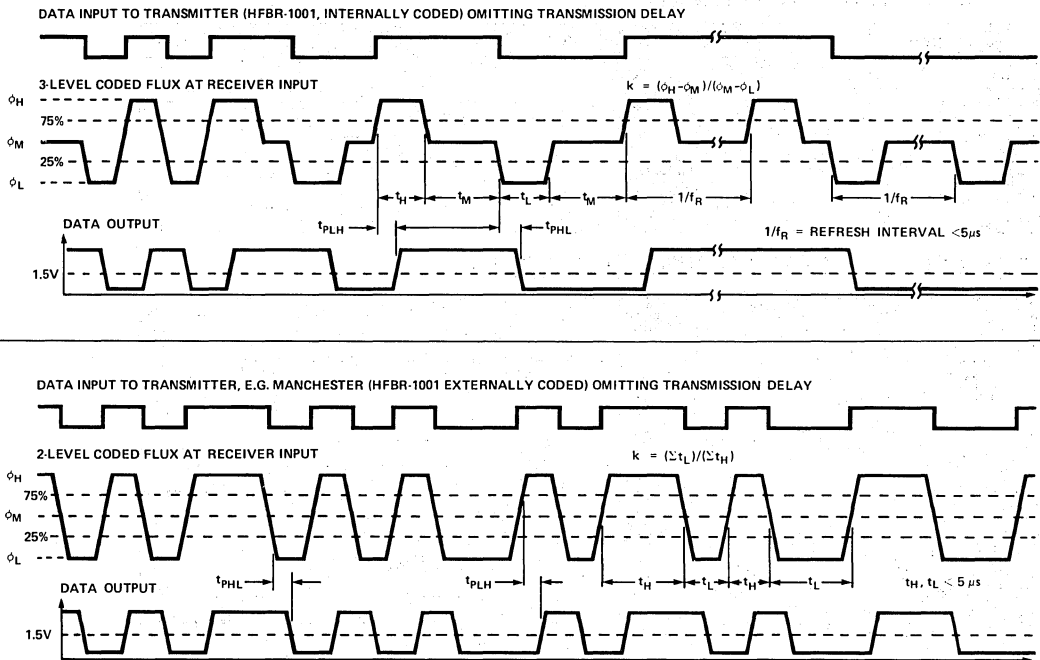 DATA INPUT TO TRANSMITTER (HFBR-1001, INTERNALLY CODED) OMITTING TRANSMISSION DELAY
3-LEVEL CODED FLUX AT RECEIVER INPUT
k = (ϕH-ϕM)/(ϕM-ϕL)
ϕH
75%
ϕM
25%
ϕL
tH
tM
tL
tM
1/fR
1/fR
DATA OUTPUT
tPLH
tPHL
1/fR = REFRESH INTERVAL <5μs
1.5V
DATA INPUT TO TRANSMITTER, E.G. MANCHESTER (HFBR-1001 EXTERNALLY CODED) OMITTING TRANSMISSION DELAY
2-LEVEL CODED FLUX AT RECEIVER INPUT
k = (ΣtL)/(ΣtH)
ϕH
75%
ϕM
25%
ϕL
tPHL
tPLH
tH
tL
tH
tL
tH, tL < 5 μs
DATA OUTPUT
1.5V